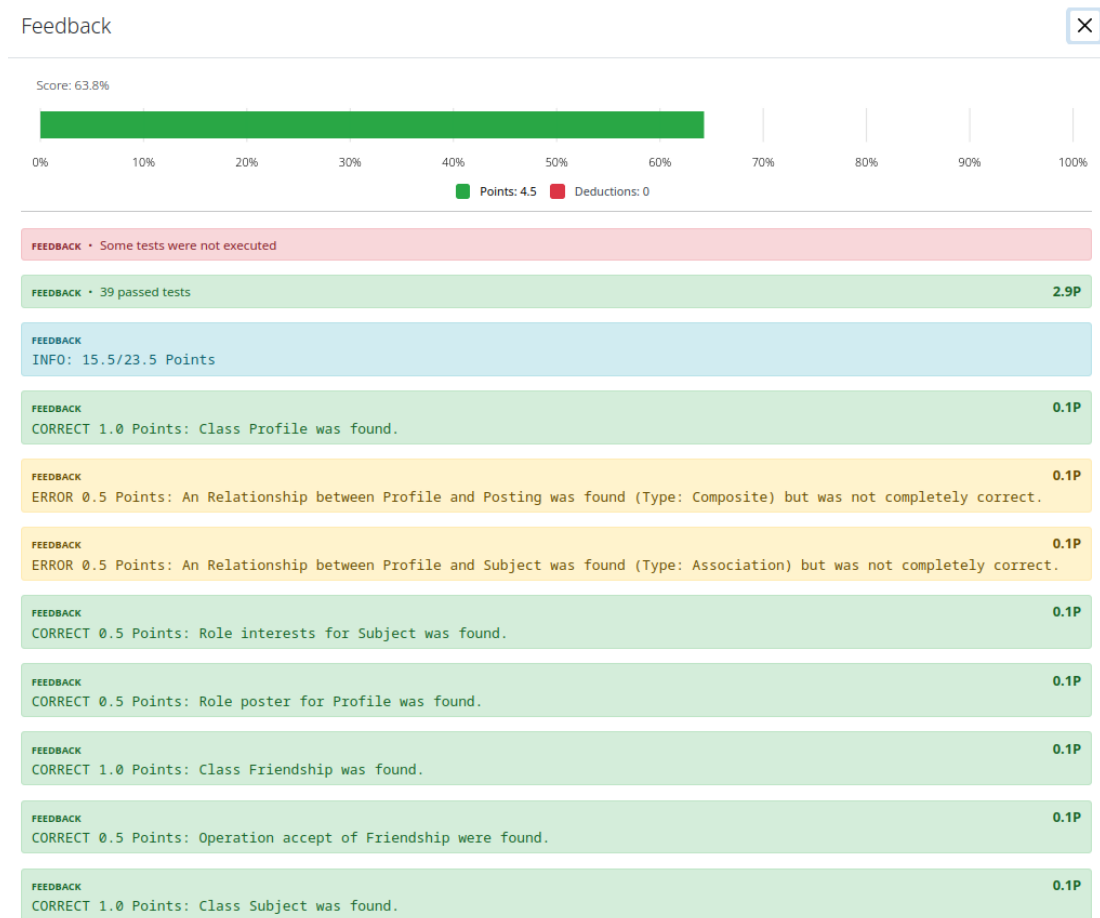 Feedback
Score: 63.8%
0% 10% 20% 30% 40% 50% 60% 70% 80% 90% 100%
Points: 4.5 Deductions: 0
FEEDBACK • Some tests were not executed
FEEDBACK • 39 passed tests 2.9P
FEEDBACK
INFO: 15.5/23.5 Points
FEEDBACK 0.1P
CORRECT 1.0 Points: Class Profile was found.
FEEDBACK 0.1P
ERROR 0.5 Points: An Relationship between Profile and Posting was found (Type: Composite) but was not completely correct.
FEEDBACK 0.1P
ERROR 0.5 Points: An Relationship between Profile and Subject was found (Type: Association) but was not completely correct.
FEEDBACK 0.1P
CORRECT 0.5 Points: Role interests for Subject was found.
FEEDBACK 0.1P
CORRECT 0.5 Points: Role poster for Profile was found.
FEEDBACK 0.1P
CORRECT 1.0 Points: Class Friendship was found.
FEEDBACK 0.1P
CORRECT 0.5 Points: Operation accept of Friendship were found.
FEEDBACK 0.1P
CORRECT 1.0 Points: Class Subject was found.